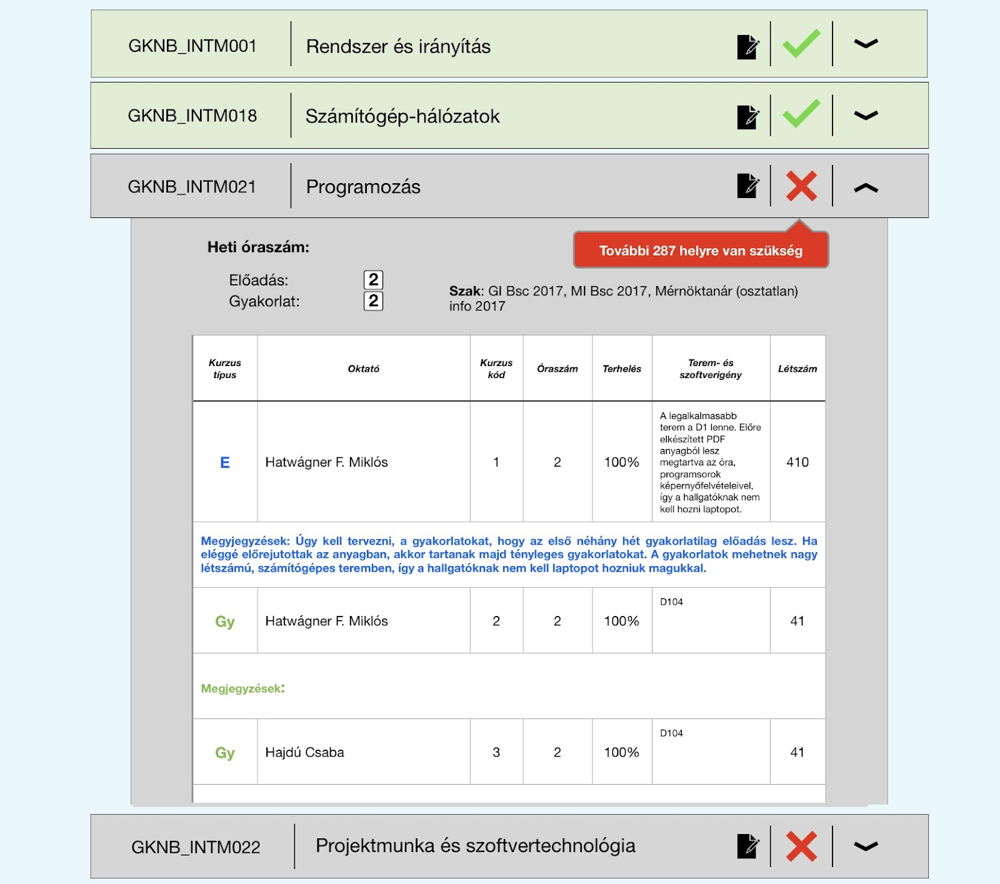 GKNB_INTM001 Rendszer és irányítás
GKNB_INTM018 Számítógép-hálózatok
GKNB_INTM021 Programozás
További 287 helyre van szükség
Heti óraszám:
Előadás: 2
Gyakorlat: 2
Szak: GI Bsc 2017, MI Bsc 2017, Mérnöktanár (osztatlan)
info 2017
Kurzus
típus
Oktató
Kurzus
kód
Óraszám
Terhelés
Terem- és
szoftverigény
Létszám
E
Hatwágner F. Miklós
1
2
100%
A legalkalmasabb
terem a D1 lenne. Előre
elkészített PDF
anyagból lesz
megtartva az óra,
programsorok
képernyőfelvételeivel,
így a hallgatóknak nem
kell hozni laptopot.
410
Megyjegyzések: Úgy kell tervezni, a gyakorlatokat, hogy az első néhány hét gyakorlatilag előadás lesz. Ha
eléggé előrejutottak az anyagban, akkor tartanak majd tényleges gyakorlatokat. A gyakorlatok mehetnek nagy
létszámú, számítógépes teremben, így a hallgatóknak nem kell laptopot hozniuk magukkal.
Gy
Hatwágner F. Miklós
2
2
100%
D104
41
Megjegyzések:
Gy
Hajdú Csaba
3
2
100%
D104
41
GKNB_INTM022 Projektmunka és szoftvertechnológia